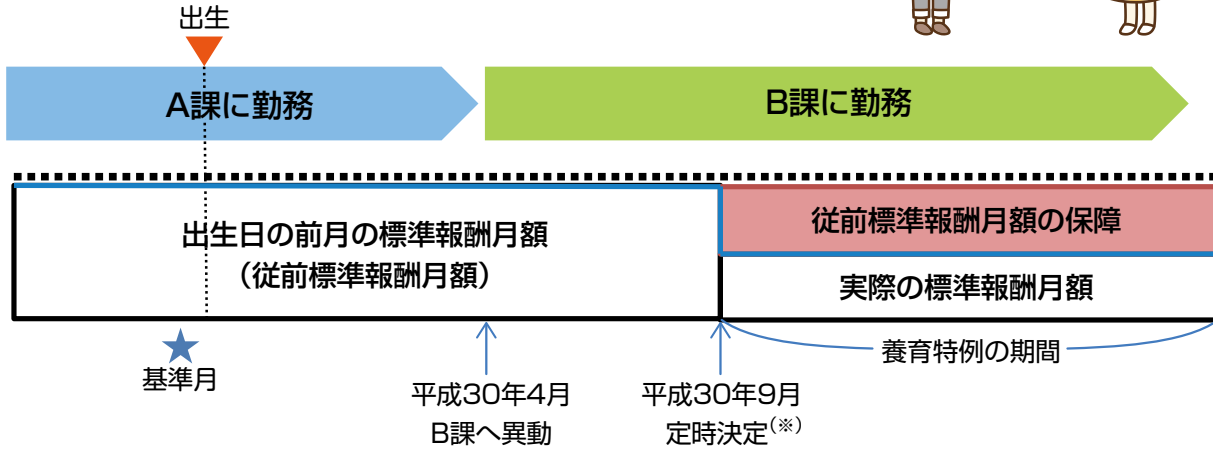 出生
A課に勤務
B課に勤務
出生日の前月の標準報酬月額
（従前標準報酬月額）
従前標準報酬月額の保障
実際の標準報酬月額
養育特例の期間
基準月
平成30年4月
B課へ異動
平成30年9月
定時決定(※)